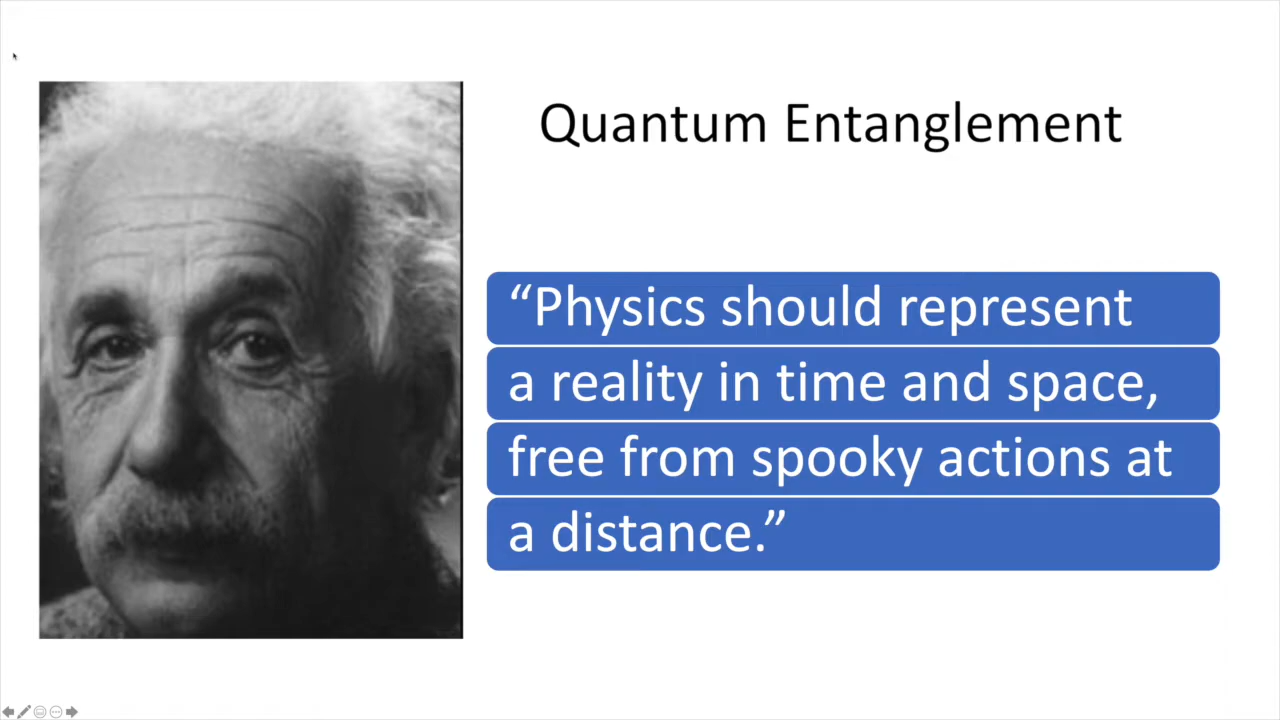 Quantum Entanglement
“Physics should represent
a reality in time and space,
free from spooky actions at
a distance.”